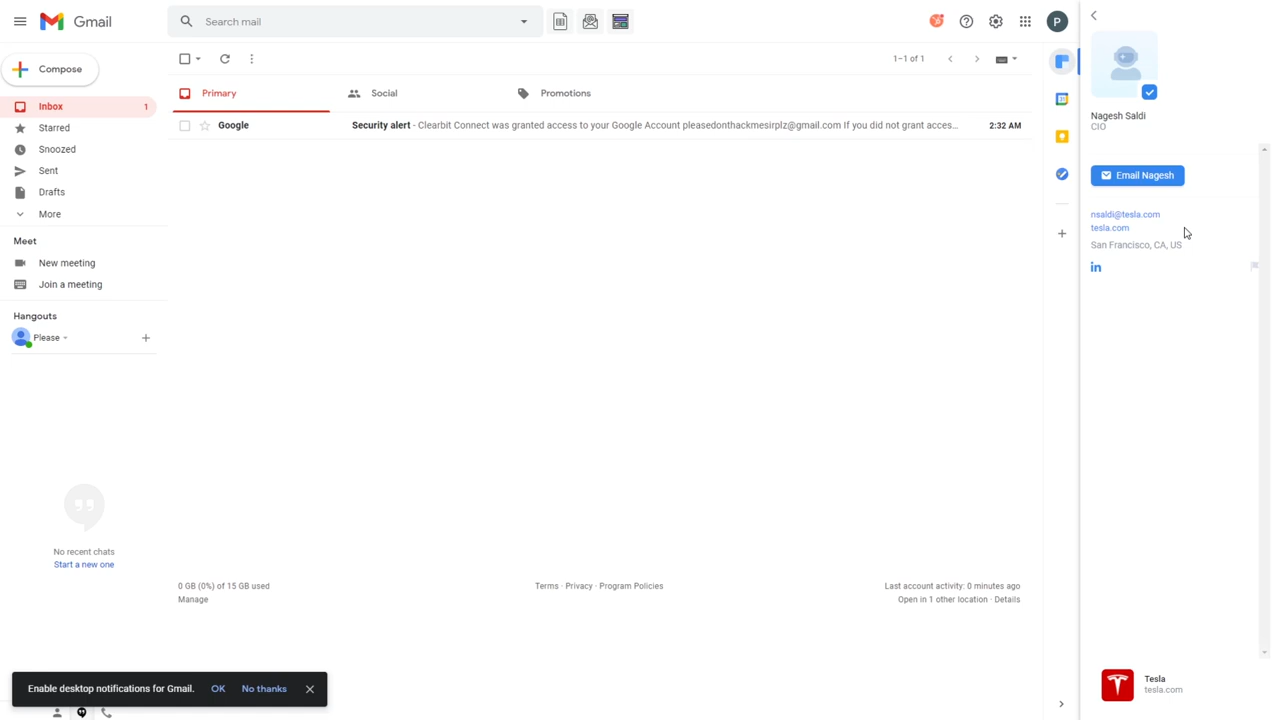 Gmail
Search mail
P
Compose
1–1 of 1
Inbox 1
Primary
Social
Promotions
Google Security alert - Clearbit Connect was granted access to your Google Account pleasedonthackmesirplz@gmail.com If you did not grant acces… 2:32 AM
Starred
Snoozed
Sent
Drafts
More
Meet
New meeting
Join a meeting
Hangouts
Please
No recent chats
Start a new one
0 GB (0%) of 15 GB used
Manage
Terms · Privacy · Program Policies
Last account activity: 0 minutes ago
Open in 1 other location · Details
Enable desktop notifications for Gmail. OK No thanks
Nagesh Saldi
CIO
Email Nagesh
nsaldi@tesla.com
tesla.com
San Francisco, CA, US
in
Tesla
tesla.com